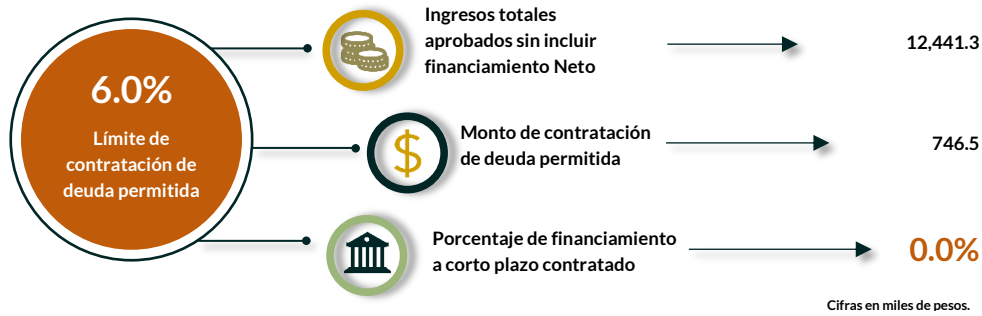 6.0%
Límite de
contratación de
deuda permitida
Ingresos totales
aprobados sin incluir
financiamiento Neto
12,441.3
$
Monto de contratación
de deuda permitida
746.5
Porcentaje de financiamiento
a corto plazo contratado
0.0%
Cifras en miles de pesos.